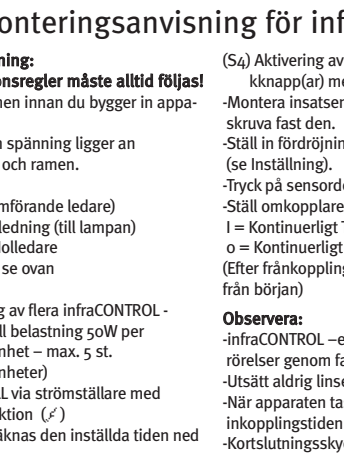 onteringsanvisning för inf
ning:
onsregler måste alltid följas!
nen innan du bygger in appa-
n spänning ligger an
och ramen.
mförande ledare)
ledning (till lampan)
Nolledare
se ovan
g av flera infraCONTROL -
ll belastning 50W per
nhet – max. 5 st.
nheter)
AL via strömställare med
ktion ( )
äknas den inställda tiden ned
(S4) Aktivering av
kknapp(ar) me
-Montera insatsen
skruva fast den.
-Ställ in fördröjnin
(se Inställning).
-Tryck på sensorde
-Ställ omkopplare
I = Kontinuerligt T
o = Kontinuerligt
(Efter frånkoppling
från början)
Observera:
-infraCONTROL –e
rörelser genom fa
-Utsätt aldrig linse
-När apparaten ta
inkopplingstiden
-Kortslutningsskyd